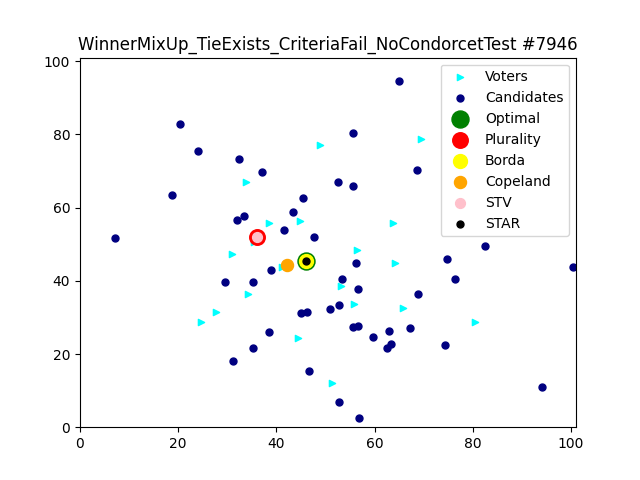 WinnerMixUp_TieExists_CriteriaFail_NoCondorcetTest #7946
100
80
60
40
20
0
0 20 40 60 80 100
Voters
Candidates
Optimal
Plurality
Borda
Copeland
STV
STAR